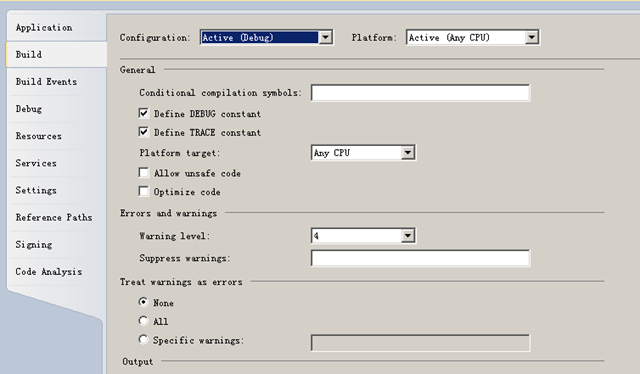 Application
Build
Build Events
Debug
Resources
Services
Settings
Reference Paths
Signing
Code Analysis
Configuration: Active (Debug) Platform: Active (Any CPU)
General
Conditional compilation symbols:
Define DEBUG constant
Define TRACE constant
Platform target: Any CPU
Allow unsafe code
Optimize code
Errors and warnings
Warning level: 4
Suppress warnings:
Treat warnings as errors
None
All
Specific warnings:
Output